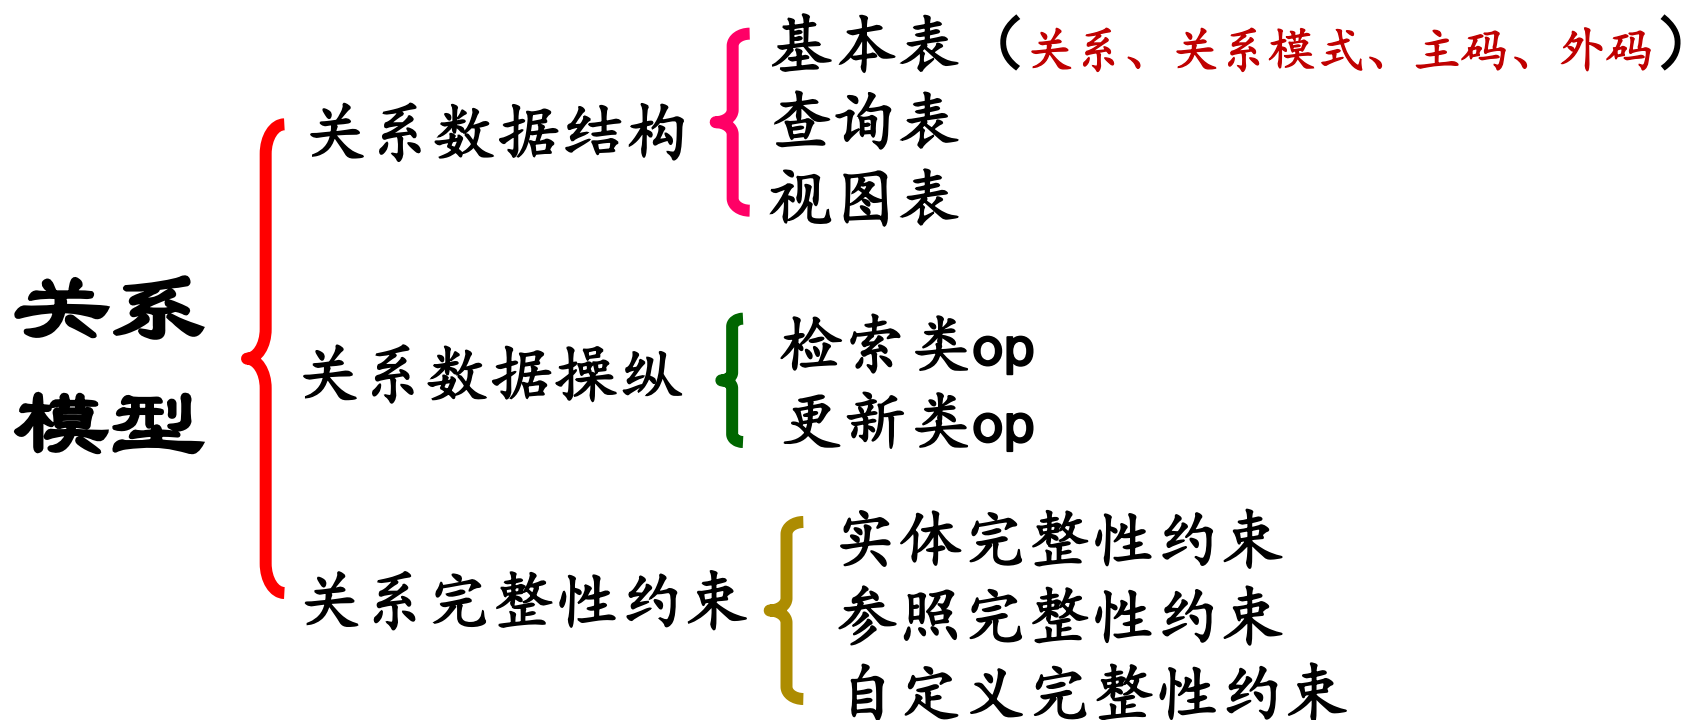 关系
模型
关系数据结构
基本表（关系、关系模式、主码、外码）
查询表
视图表
关系数据操纵
检索类op
更新类op
关系完整性约束
实体完整性约束
参照完整性约束
自定义完整性约束